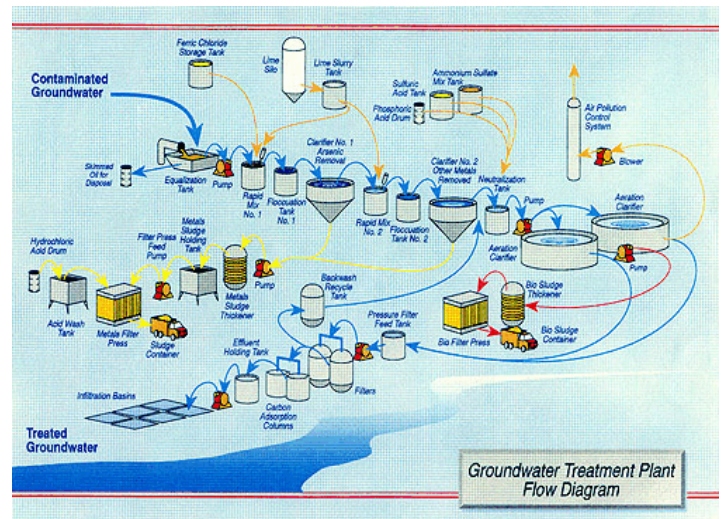 Ferric Chloride
Storage Tank
Lime
Silo
Lime Slurry
Tank
Sulfuric
Acid Tank
Ammonium Sulfate
Mix Tank
Phosphoric
Acid Drum
Air Pollution
Control
System
Blower
Contaminated
Groundwater
Skimmed
Oil for
Disposal
Equalization
Tank
Pump
Rapid
Mix
No. 1
Floccuation
Tank
No. 1
Clarifier No. 1
Arsenic
Removal
Rapid Mix
No. 2
Floccuation
Tank No. 2
Clarifier No. 2
Other Metals
Removed
Neutralization
Tank
Pump
Aeration
Clarifier
Aeration
Clarifier
Pump
Hydrochloric
Acid Drum
Filter Press
Feed
Pump
Metals
Sludge
Holding
Tank
Acid Wash
Tank
Metals Filter
Press
Sludge
Container
Metals
Sludge
Thickener
Pump
Backwash
Recycle
Tank
Pressure Filter
Feed Tank
Bio Sludge
Thickener
Bio Filter Press
Bio Sludge
Container
Effluent
Holding Tank
Infiltration Basins
Carbon
Adsorption
Columns
Filters
Treated
Groundwater
Groundwater Treatment Plant
Flow Diagram